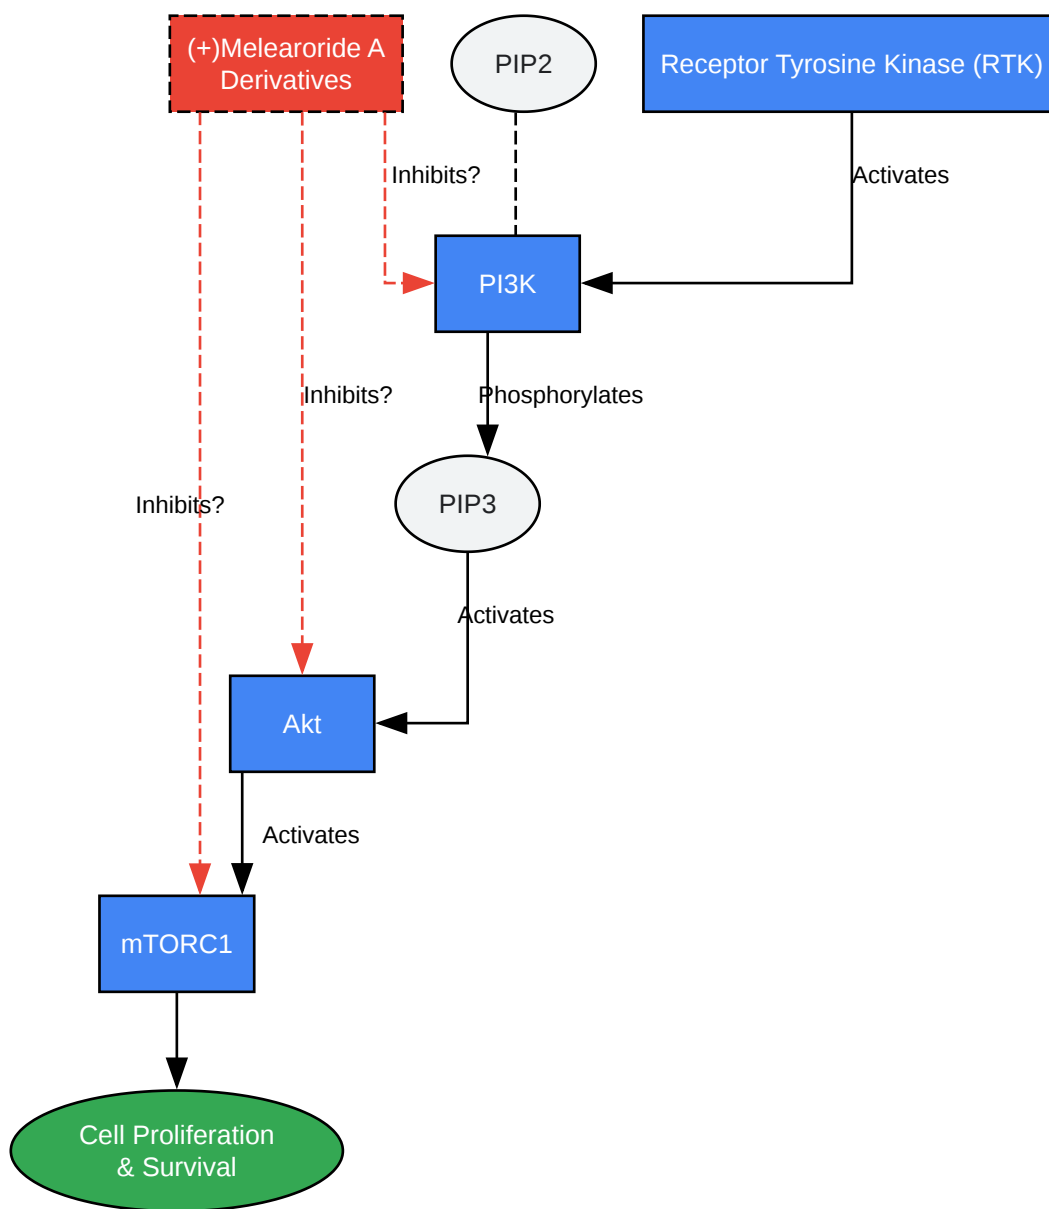 (+)Melearoride A
Derivatives
PIP2
Receptor Tyrosine Kinase (RTK)
Inhibits?
Activates
PI3K
Inhibits?
Phosphorylates
Inhibits?
PIP3
Activates
Akt
Activates
mTORC1
Cell Proliferation
& Survival